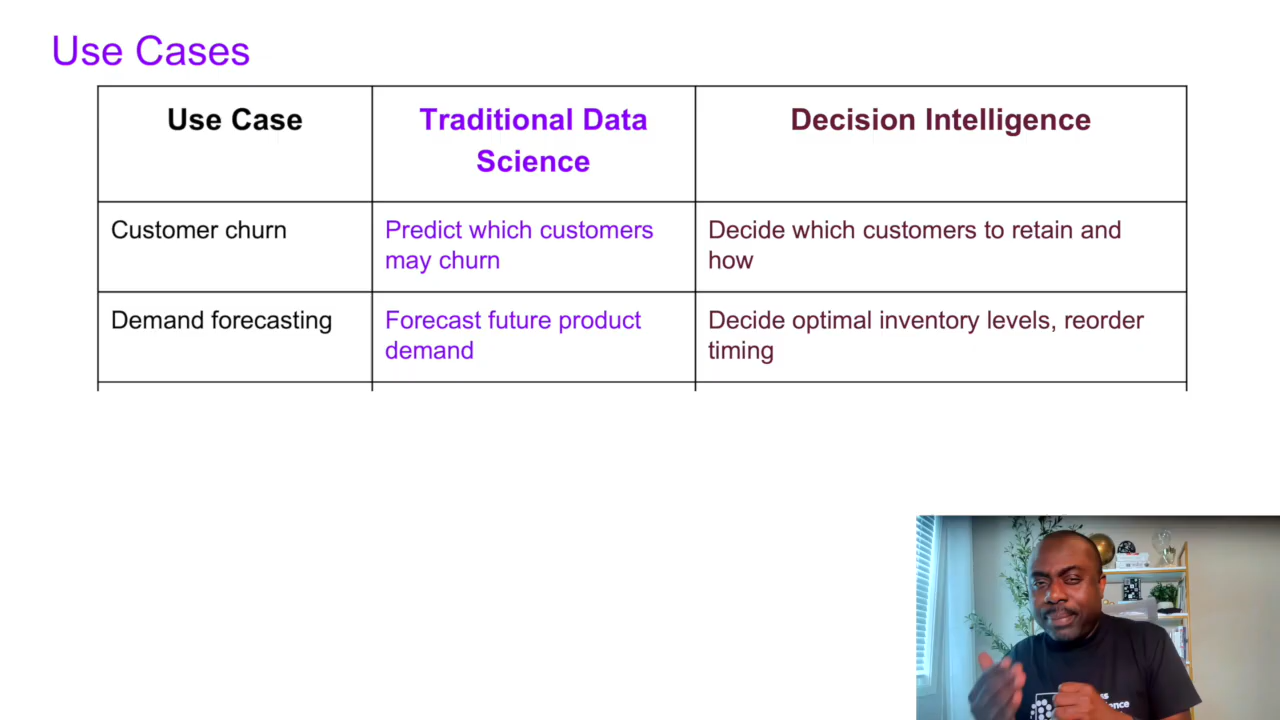 Use Cases
Use Case
Traditional Data
Science
Decision Intelligence
Customer churn
Predict which customers
may churn
Decide which customers to retain and
how
Demand forecasting
Forecast future product
demand
Decide optimal inventory levels, reorder
timing